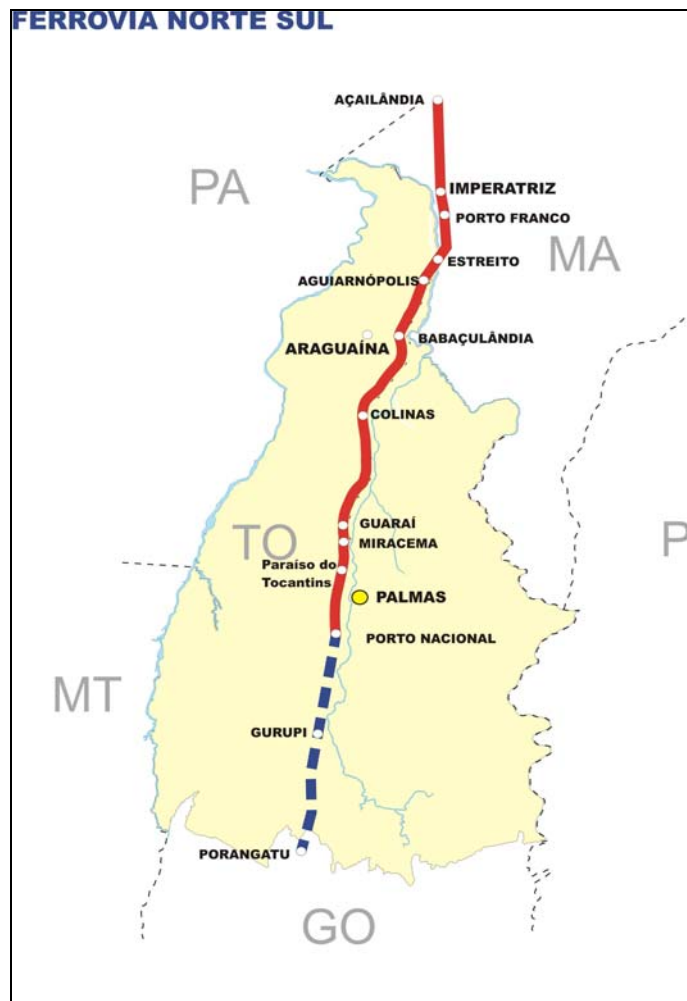 FERROVIA NORTE SUL
AÇAILÂNDIA
PA
IMPERATRIZ
PORTO FRANCO
MA
ESTREITO
AGUIARNÓPOLIS
BABAÇULÂNDIA
ARAGUAÍNA
COLINAS
GUARAÍ
TO
MIRACEMA
P
Paraíso do
Tocantins
PALMAS
PORTO NACIONAL
MT
GURUPI
PORANGATU
GO